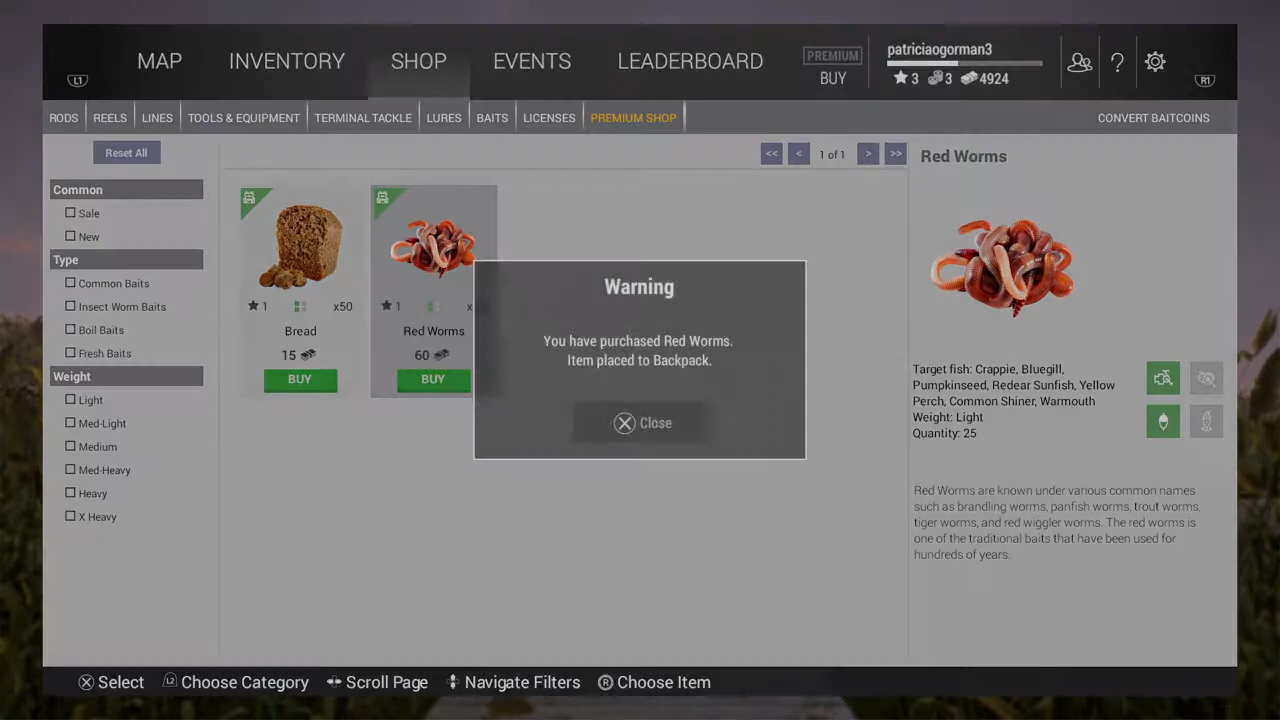 MAP INVENTORY SHOP EVENTS LEADERBOARD PREMIUM BUY
patriciaogorman3
3 3 4924
L1
R1
RODS REELS LINES TOOLS & EQUIPMENT TERMINAL TACKLE LURES BAITS LICENSES PREMIUM SHOP CONVERT BAITCOINS
Reset All
<< < 1 of 1 > >>
Common
Sale
New
Type
Common Baits
Insect Worm Baits
Boil Baits
Fresh Baits
Weight
Light
Med-Light
Medium
Med-Heavy
Heavy
X Heavy
1 x50
Bread
15
BUY
1 x
Red Worms
60
BUY
Warning
You have purchased Red Worms.
Item placed to Backpack.
Close
Red Worms
Target fish: Crappie, Bluegill,
Pumpkinseed, Redear Sunfish, Yellow
Perch, Common Shiner, Warmouth
Weight: Light
Quantity: 25
Red Worms are known under various common names
such as brandling worms, panfish worms, trout worms,
tiger worms, and red wiggler worms. The red worms is
one of the traditional baits that have been used for
hundreds of years.
Select L2 Choose Category Scroll Page Navigate Filters R Choose Item